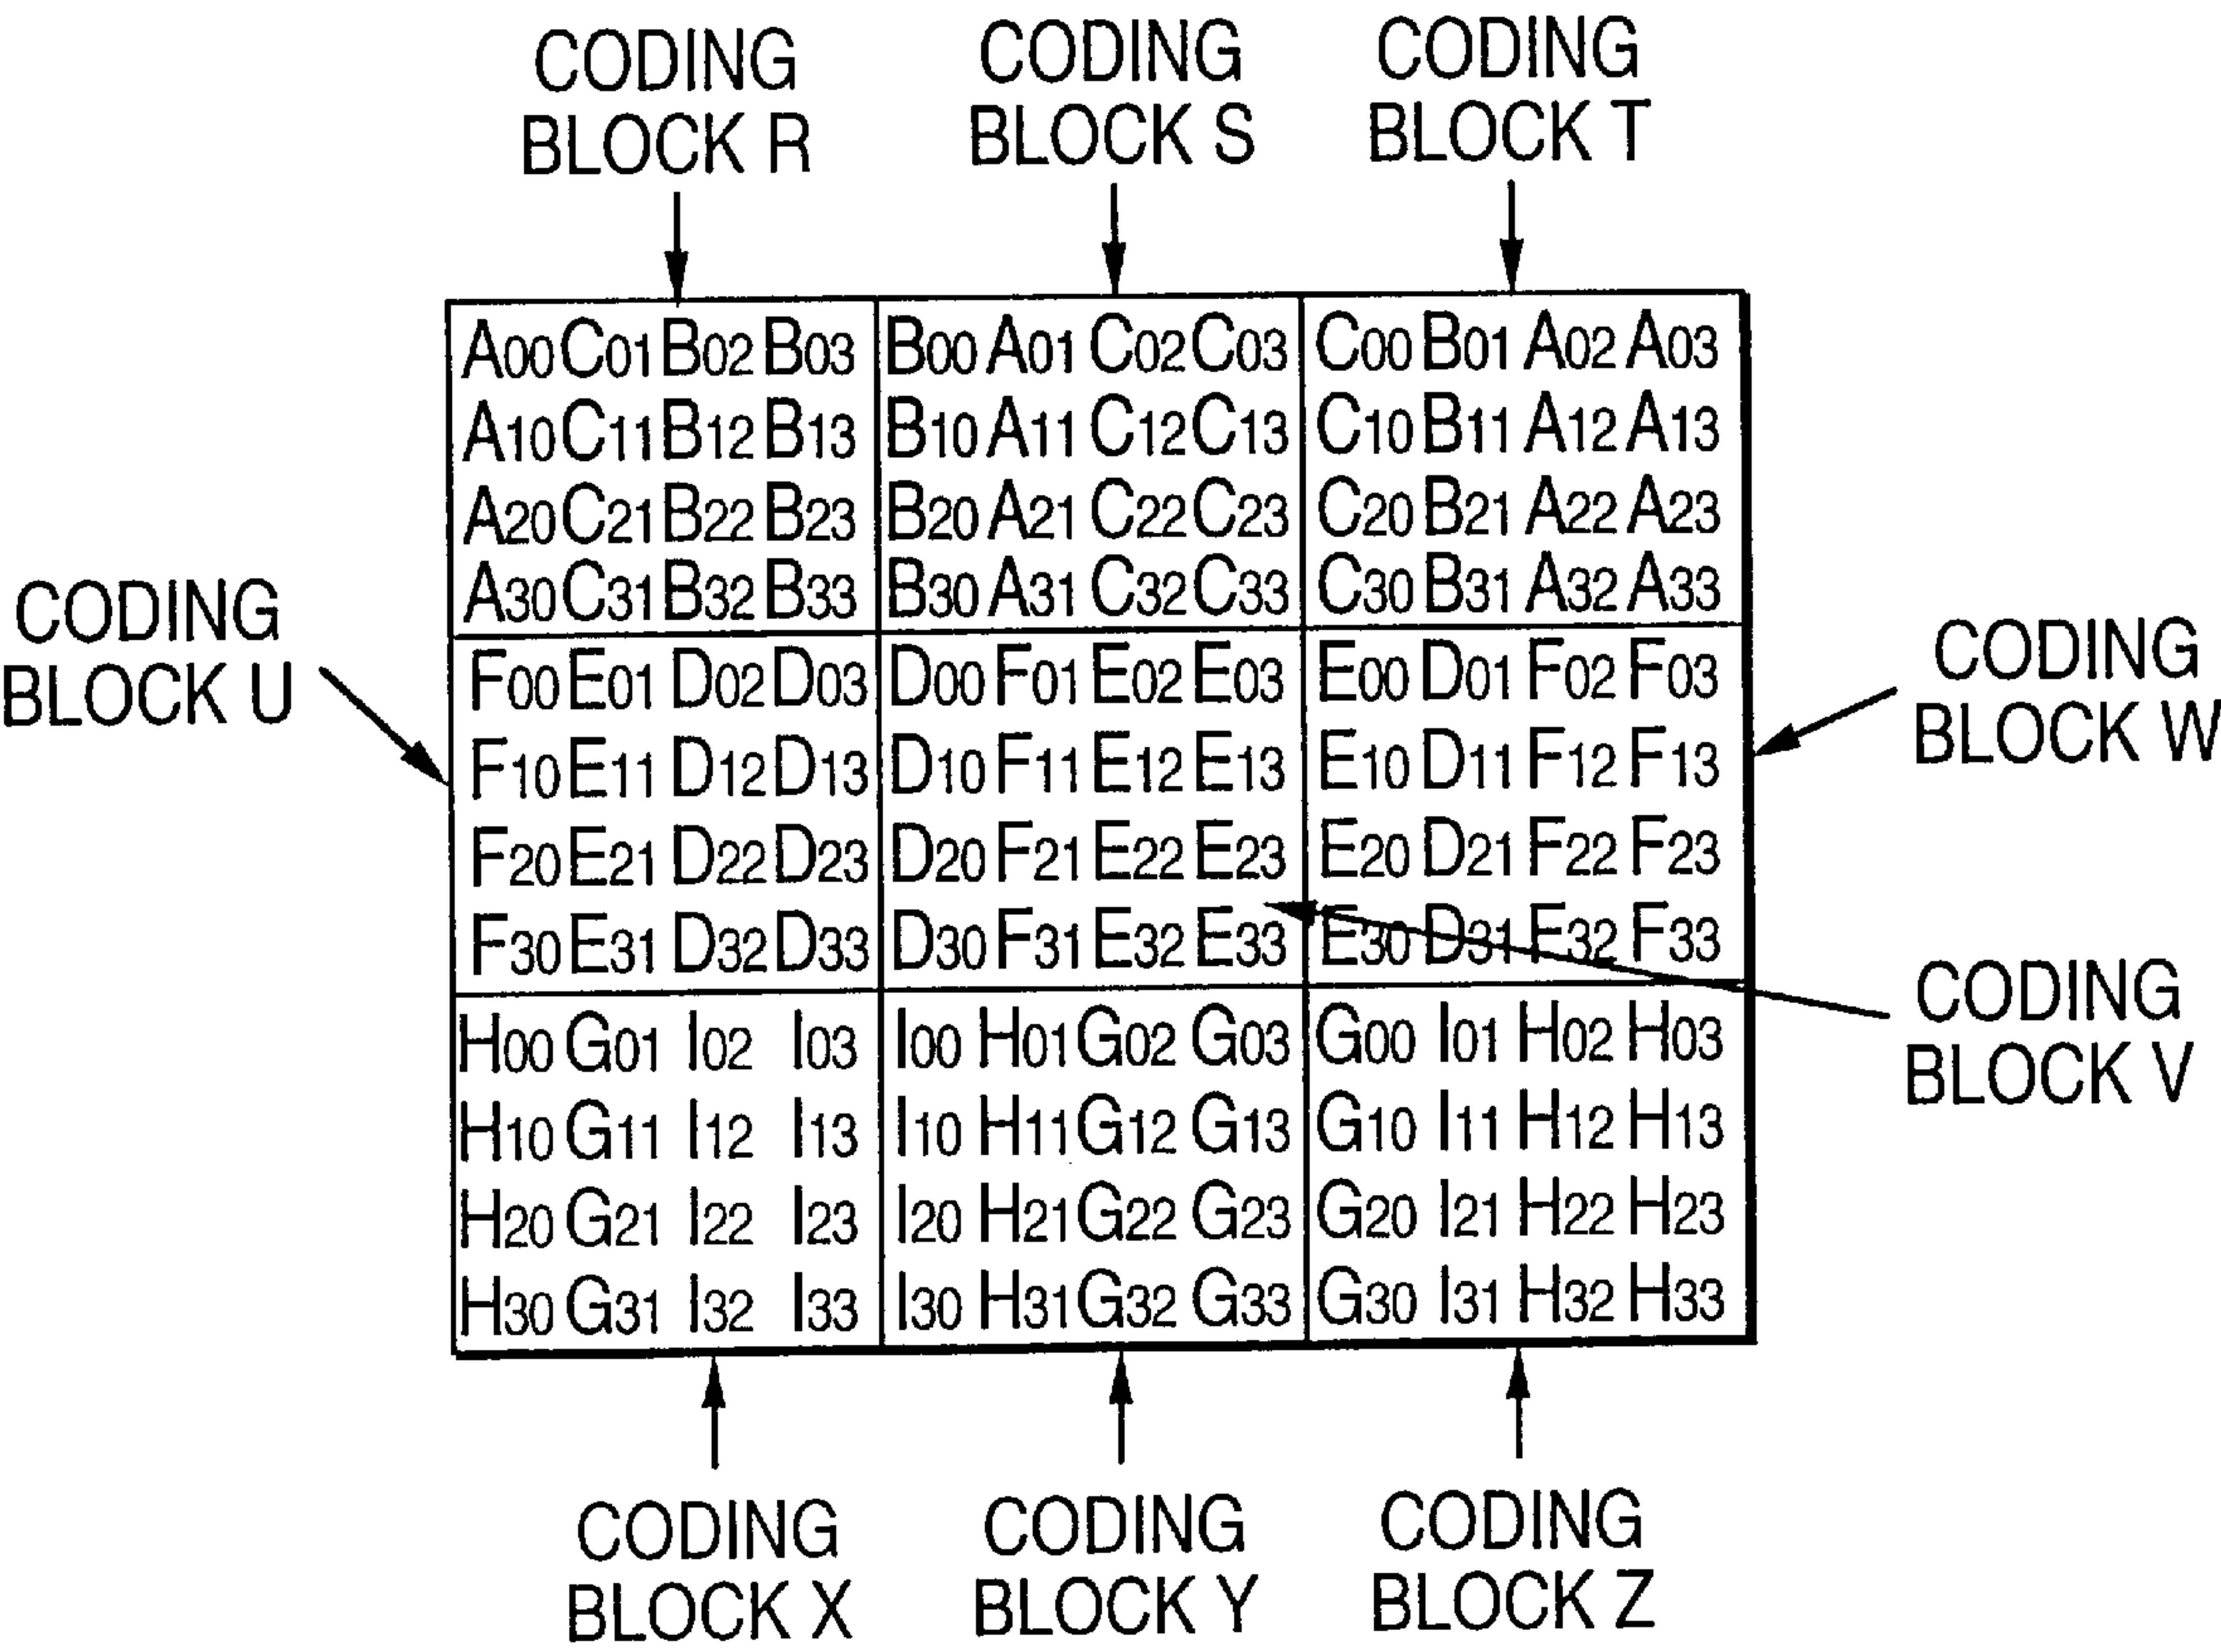 CODING
BLOCK R
CODING
BLOCK S
CODING
BLOCK T
A00 C01 B02 B03 B00 A01 C02 C03 C00 B01 A02 A03
A10 C11 B12 B13 B10 A11 C12 C13 C10 B11 A12 A13
A20 C21 B22 B23 B20 A21 C22 C23 C20 B21 A22 A23
A30 C31 B32 B33 B30 A31 C32 C33 C30 B31 A32 A33
CODING
BLOCK U
F00 E01 D02 D03 D00 F01 E02 E03 E00 D01 F02 F03
F10 E11 D12 D13 D10 F11 E12 E13 E10 D11 F12 F13
F20 E21 D22 D23 D20 F21 E22 E23 E20 D21 F22 F23
F30 E31 D32 D33 D30 F31 E32 E33 E30 D31 F32 F33
CODING
BLOCK W
CODING
BLOCK V
H00 G01 I02 I03 I00 H01 G02 G03 G00 I01 H02 H03
H10 G11 I12 I13 I10 H11 G12 G13 G10 I11 H12 H13
H20 G21 I22 I23 I20 H21 G22 G23 G20 I21 H22 H23
H30 G31 I32 I33 I30 H31 G32 G33 G30 I31 H32 H33
CODING
BLOCK X
CODING
BLOCK Y
CODING
BLOCK Z